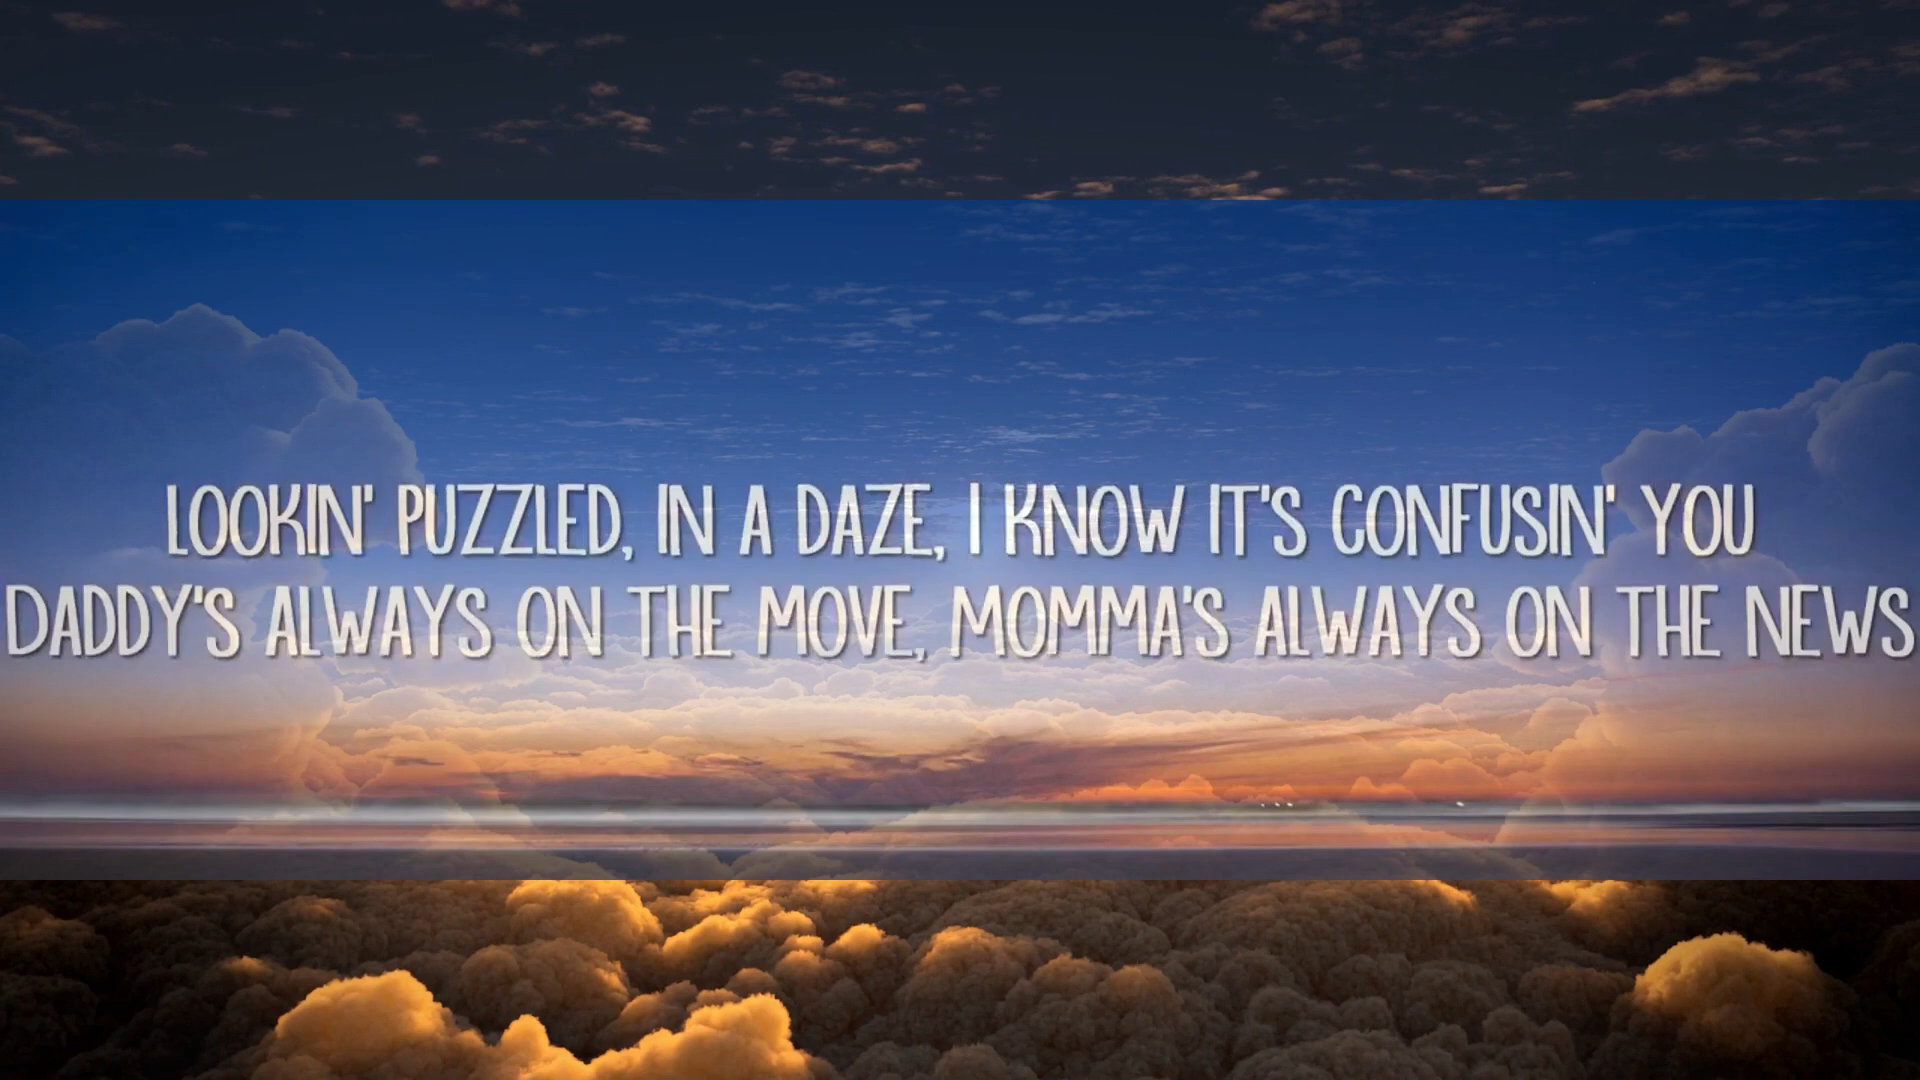 LOOKIN' PUZZLED, IN A DAZE, I KNOW IT'S CONFUSIN' YOU
DADDY'S ALWAYS ON THE MOVE, MOMMA'S ALWAYS ON THE NEWS